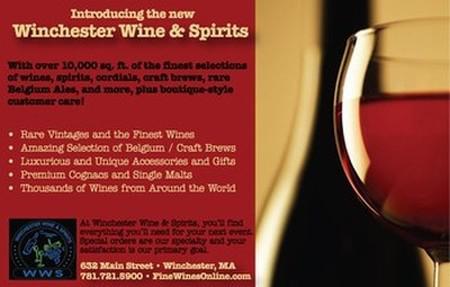 Introducing the new
Winchester Wine & Spirits
With over 10,000 sq. ft. of the finest selections
of wines, spirits, cordials, craft brews, rare
Belgium Ales, and more, plus boutique-style
customer care!
• Rare Vintages and the Finest Wines
• Amazing Selection of Belgium / Craft Brews
• Luxurious and Unique Accessories and Gifts
• Premium Cognacs and Single Malts
• Thousands of Wines from Around the World
At Winchester Wine & Spirits, you'll find
everything you'll need for your next event.
Special orders are our specialty and your
satisfaction is our primary goal.
WWS
632 Main Street • Winchester, MA
781.721.5900 • FineWinesOnline.com